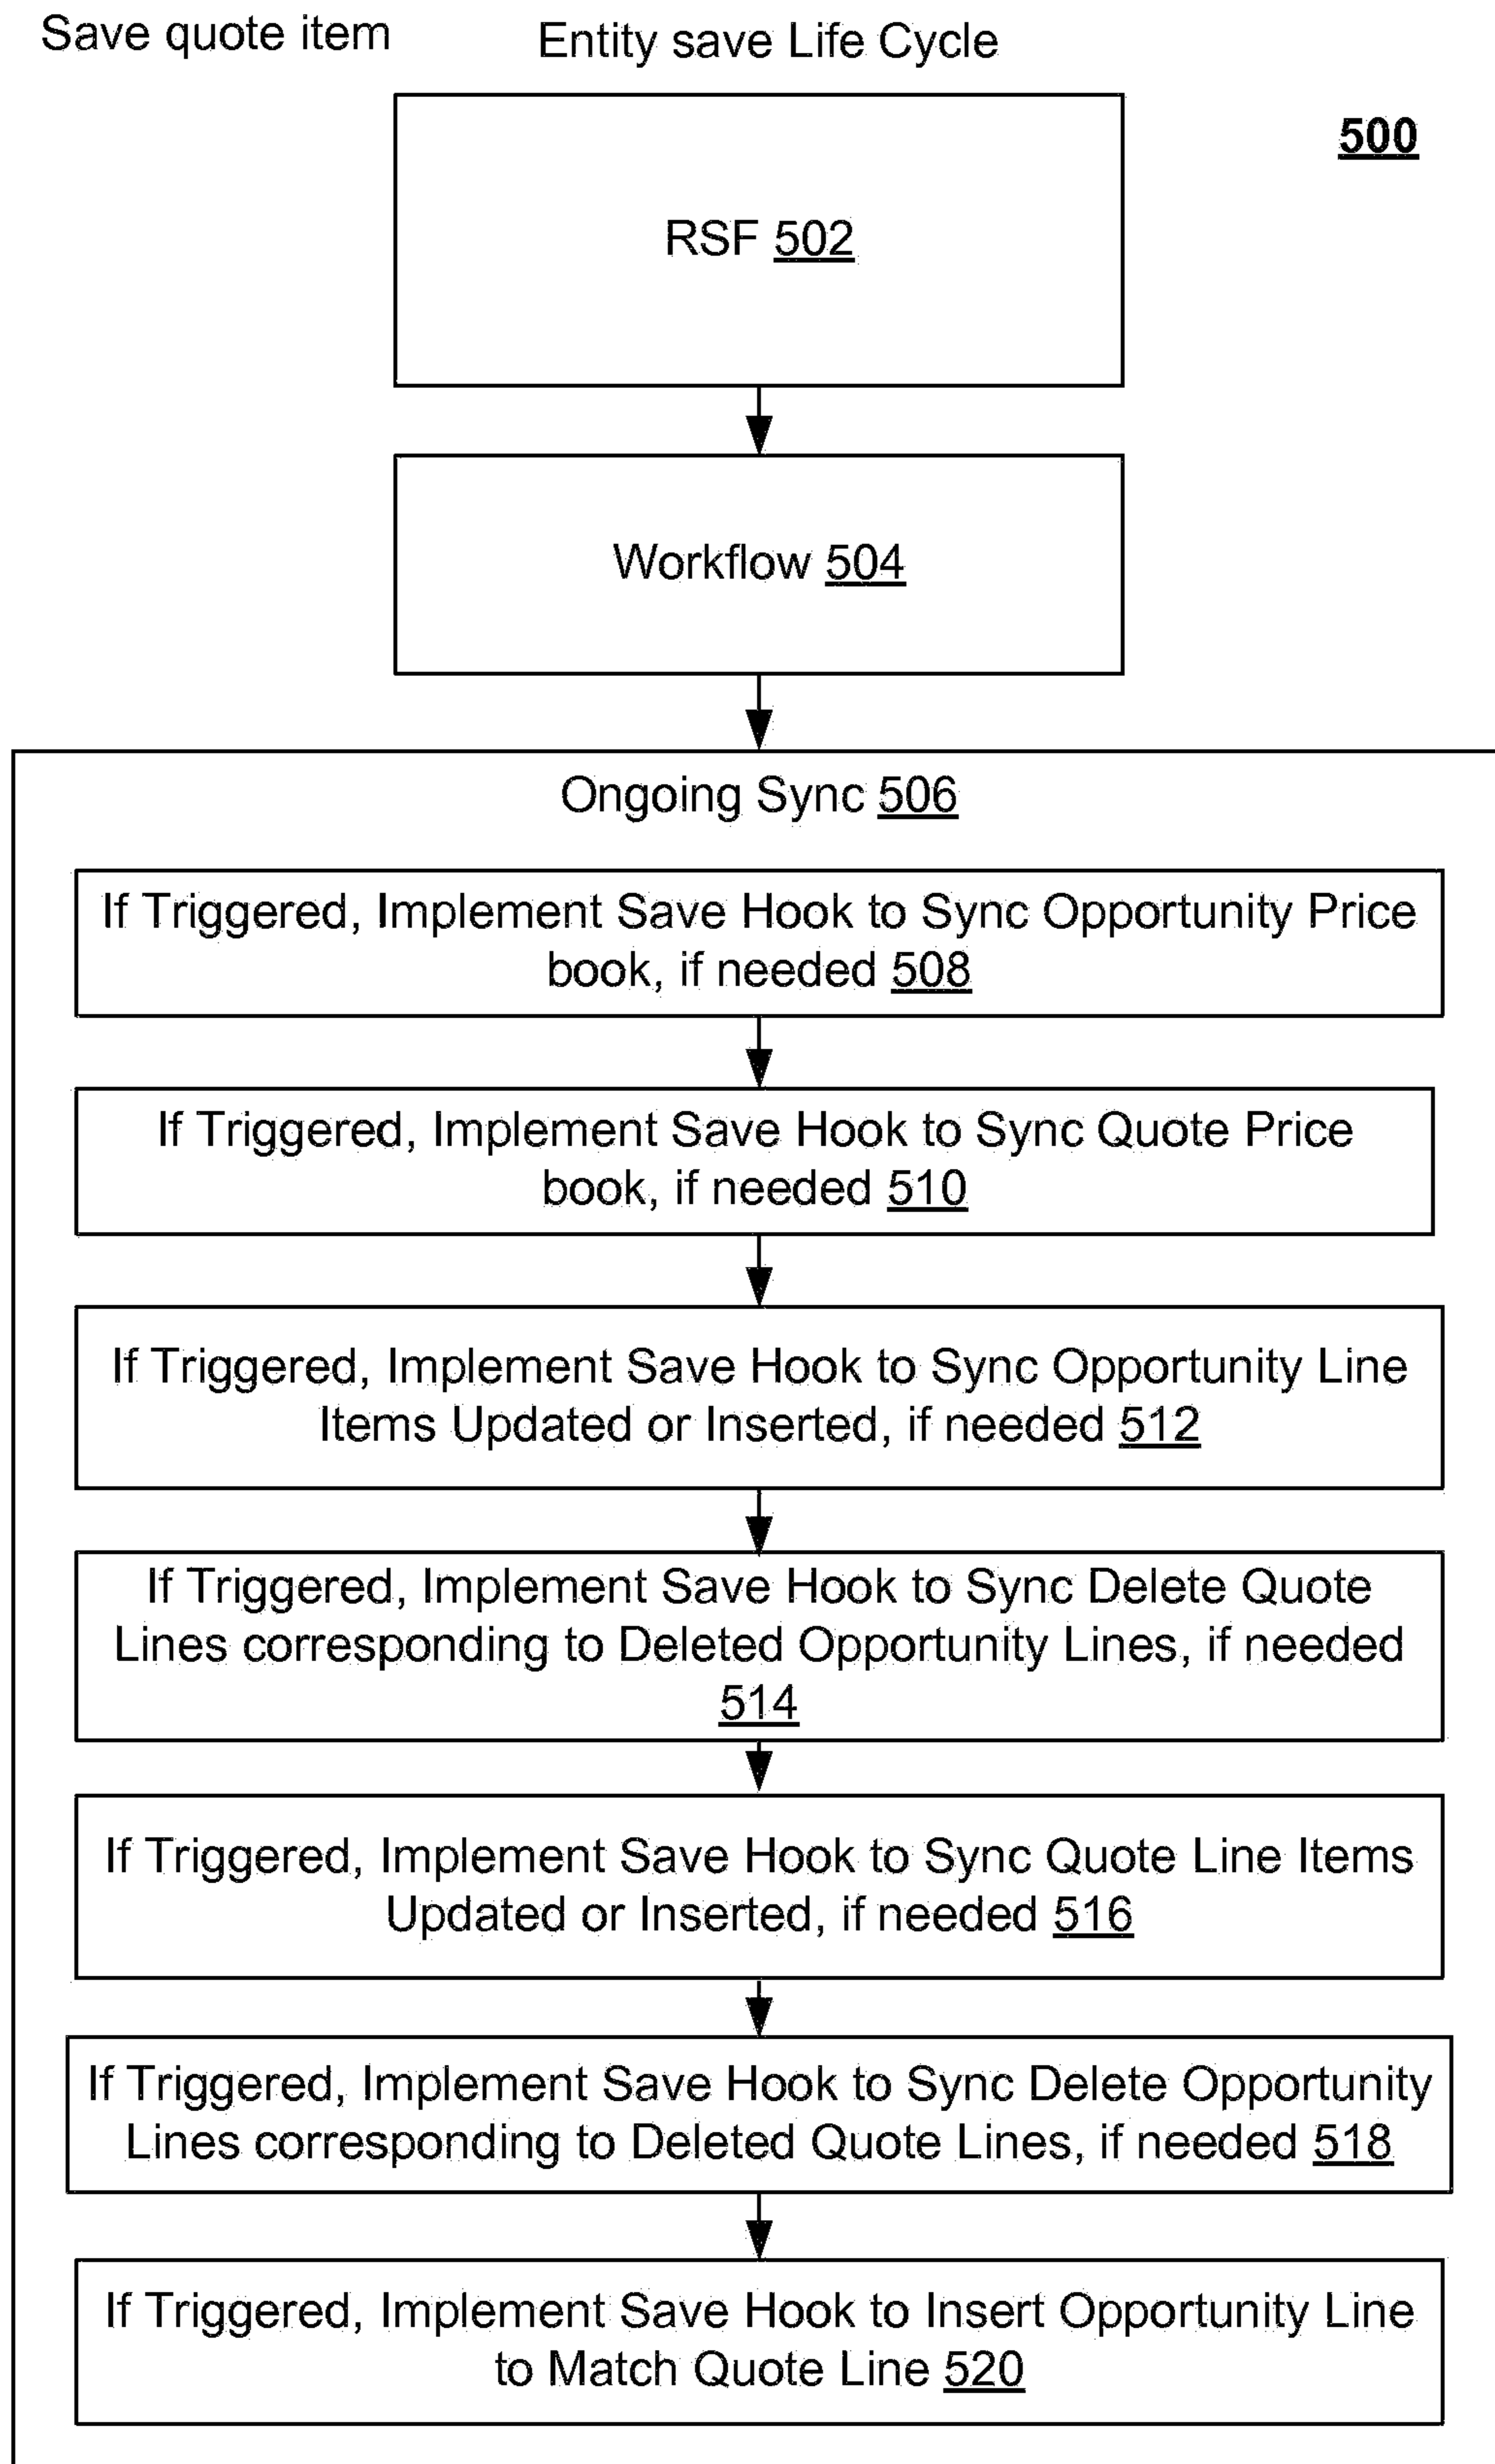 Save quote item
Entity save Life Cycle
500
RSF 502
Workflow 504
Ongoing Sync 506
If Triggered, Implement Save Hook to Sync Opportunity Price
book, if needed 508
If Triggered, Implement Save Hook to Sync Quote Price
book, if needed 510
If Triggered, Implement Save Hook to Sync Opportunity Line
Items Updated or Inserted, if needed 512
If Triggered, Implement Save Hook to Sync Delete Quote
Lines corresponding to Deleted Opportunity Lines, if needed
514
If Triggered, Implement Save Hook to Sync Quote Line Items
Updated or Inserted, if needed 516
If Triggered, Implement Save Hook to Sync Delete Opportunity
Lines corresponding to Deleted Quote Lines, if needed 518
If Triggered, Implement Save Hook to Insert Opportunity Line
to Match Quote Line 520